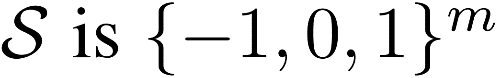 𝒮 is {−1, 0, 1}ᵐ